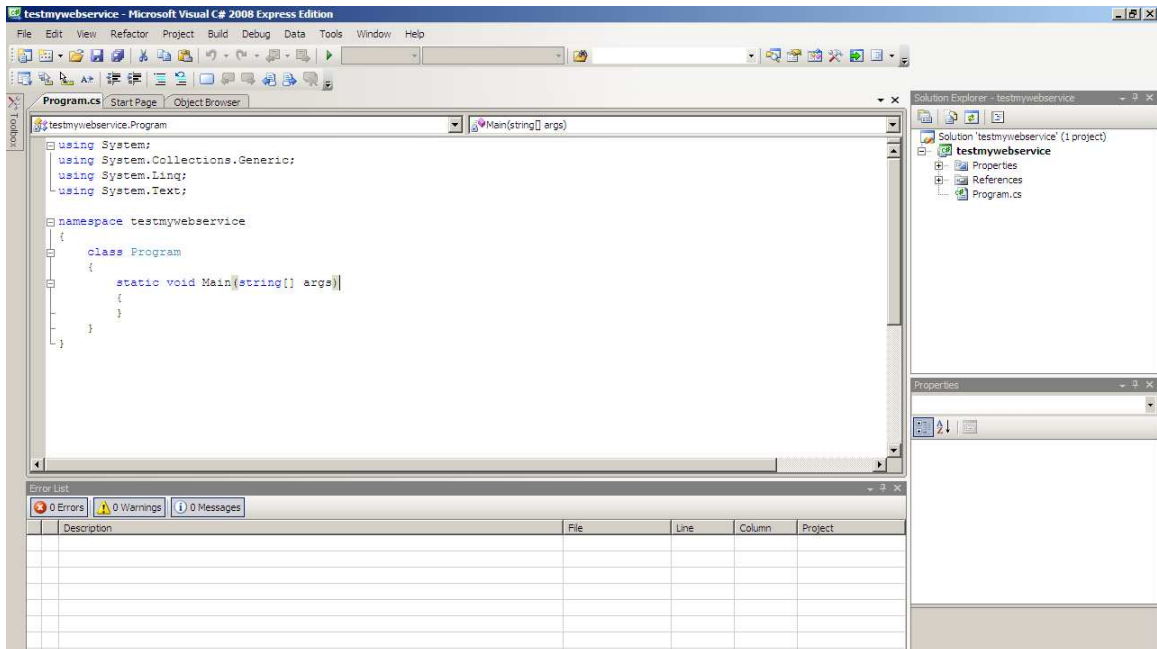 testmywebservice - Microsoft Visual C# 2008 Express Edition
File Edit View Refactor Project Build Debug Data Tools Window Help
Toolbox
Program.cs Start Page Object Browser
testmywebservice.Program Main(string[] args)
using System;
using System.Collections.Generic;
using System.Linq;
using System.Text;
namespace testmywebservice
{
class Program
{
static void Main(string[] args)
{
}
}
}
Solution Explorer - testmywebservice
Solution 'testmywebservice' (1 project)
testmywebservice
Properties
References
Program.cs
Properties
Error List
0 Errors 0 Warnings 0 Messages
Description File Line Column Project